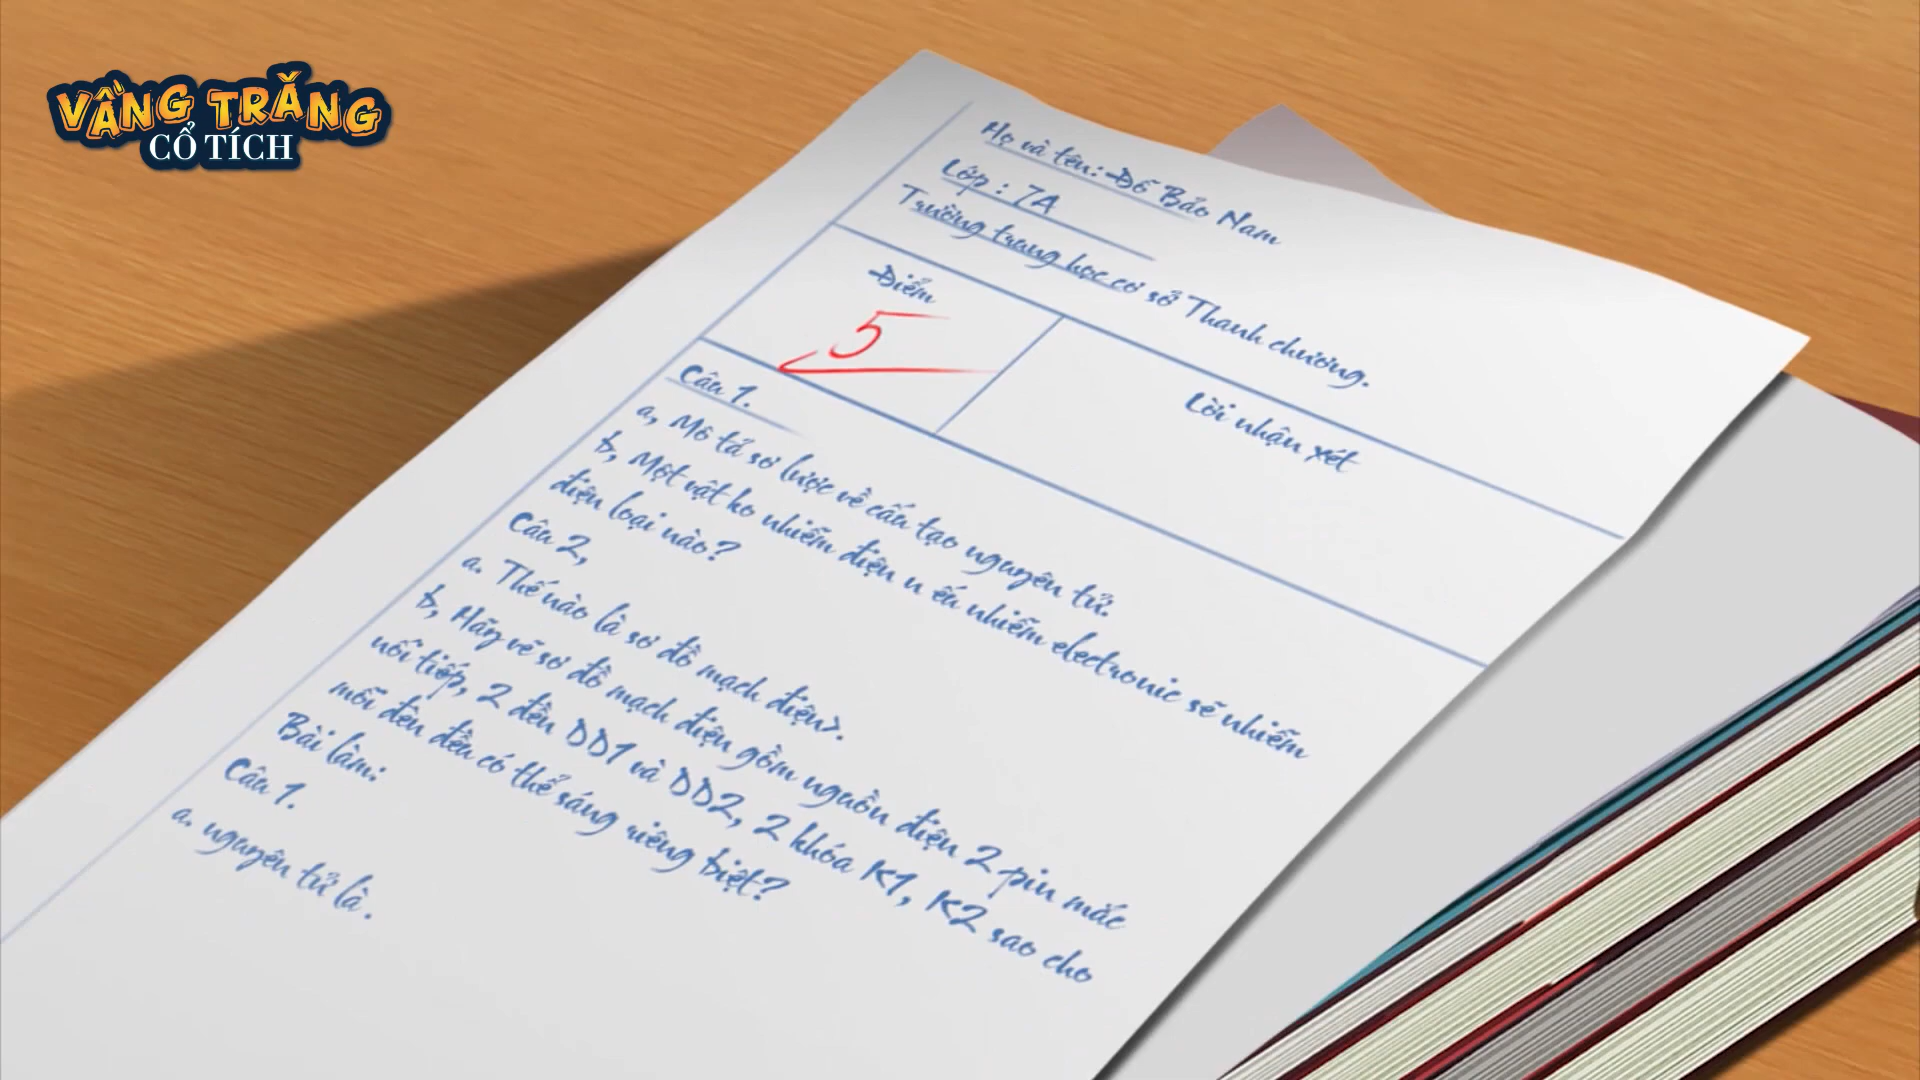 VẦNG TRĂNG
CỔ TÍCH
Họ và tên: Đỗ Bảo Nam
Lớp : 7A
Trường trung học cơ sở Thanh chương.
Điểm
5
Lời nhận xét
Câu 1.
a, Mô tả sơ lược về cấu tạo nguyên tử.
b, Một vật ko nhiễm điện n ếu nhiễm electronic sẽ nhiễm
điện loại nào?
Câu 2,
a. Thế nào là sơ đồ mạch điện>.
b, Hãy vẽ sơ đồ mạch điện gồm nguồn điện 2 pin mắc
nối tiếp, 2 đền DD1 và DD2, 2 khóa K1, K2 sao cho
mỗi đèn đều có thể sáng riêng biệt?
Bài làm:
Câu 1.
a. nguyên tử là .